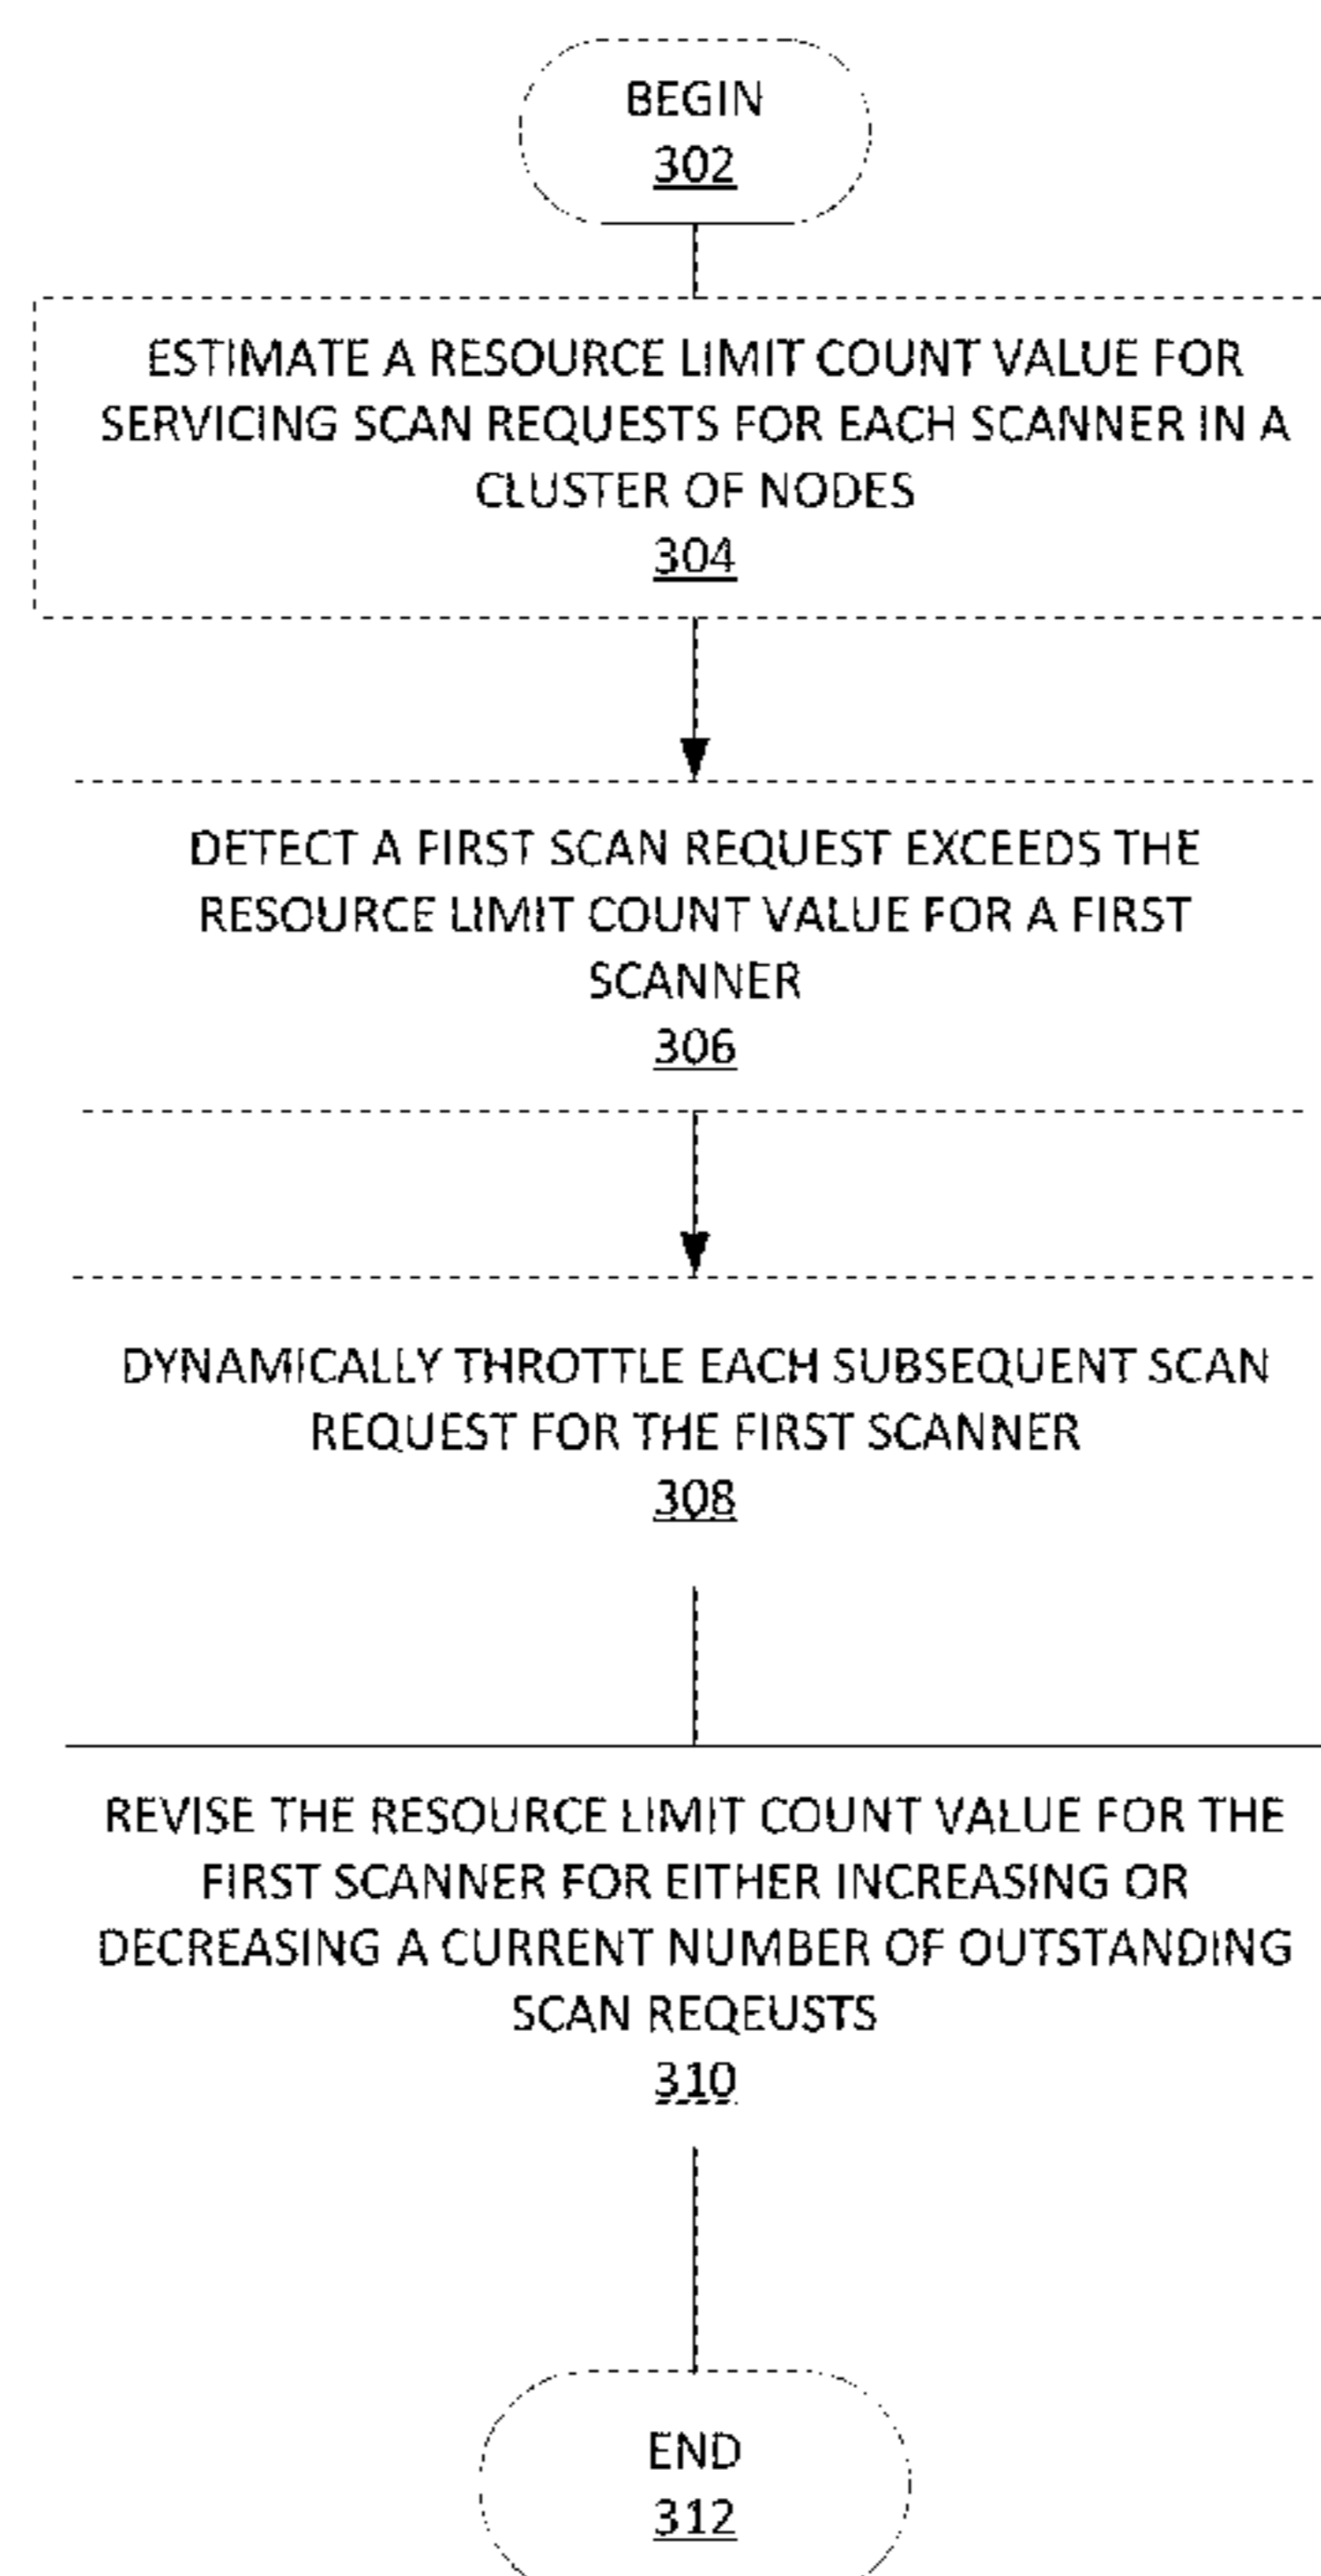 BEGIN
302
ESTIMATE A RESOURCE LIMIT COUNT VALUE FOR
SERVICING SCAN REQUESTS FOR EACH SCANNER IN A
CLUSTER OF NODES
304
DETECT A FIRST SCAN REQUEST EXCEEDS THE
RESOURCE LIMIT COUNT VALUE FOR A FIRST
SCANNER
306
DYNAMICALLY THROTTLE EACH SUBSEQUENT SCAN
REQUEST FOR THE FIRST SCANNER
308
REVISE THE RESOURCE LIMIT COUNT VALUE FOR THE
FIRST SCANNER FOR EITHER INCREASING OR
DECREASING A CURRENT NUMBER OF OUTSTANDING
SCAN REQEUSTS
310
END
312